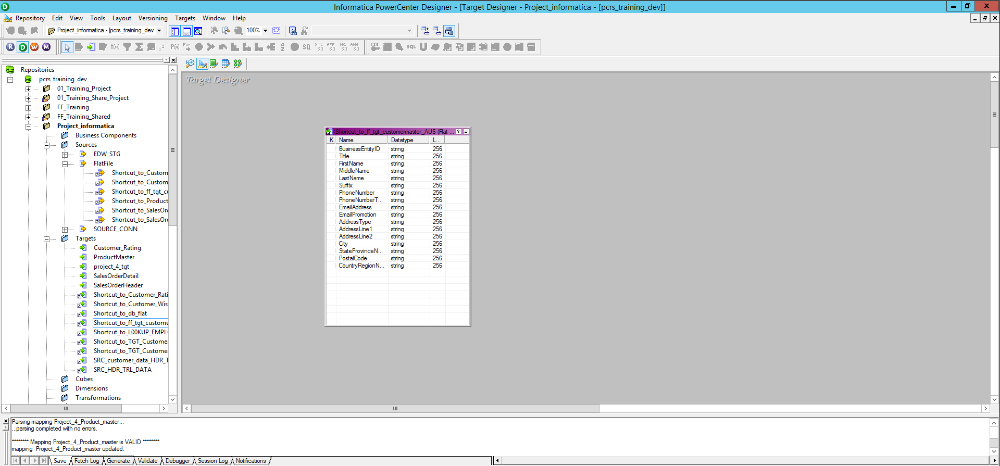 Informatica PowerCenter Designer - [Target Designer - Project_informatica - [pcrs_training_dev]]
Repository Edit View Tools Layout Versioning Targets Window Help
Project_informatica - [pcrs_training_dev 100%
R D W M f(x) P(x) SQ SQL
Repositories
pcrs_training_dev
01_Training_Project
01_Training_Share_Project
FF_Training
FF_Training_Shared
Project_informatica
Business Components
Sources
EDW_STG
FlatFile
Shortcut_to_Custom
Shortcut_to_Custom
Shortcut_to_ff_tgt_cu
Shortcut_to_Product
Shortcut_to_SalesOrd
Shortcut_to_SalesOrd
SOURCE_CONN
Targets
Customer_Rating
ProductMaster
project_4_tgt
SalesOrderDetail
SalesOrderHeader
Shortcut_to_Customer_Rati
Shortcut_to_Customer_Wis
Shortcut_to_db_flat
Shortcut_to_ff_tgt_custome
Shortcut_to_L00KUP_EMPL
Shortcut_to_TGT_Customer
Shortcut_to_TGT_Customer
SRC_customer_data_HDR_T
SRC_HDR_TRL_DATA
Cubes
Dimensions
Transformations
Target Designer
Shortcut_to_ff_tgt_customermaster_AUS (Flat ...
K. Name Datatype L...
BusinessEntityID string 256
Title string 256
FirstName string 256
MiddleName string 256
LastName string 256
Suffix string 256
PhoneNumber string 256
PhoneNumberT... string 256
EmailAddress string 256
EmailPromotion string 256
AddressType string 256
AddressLine1 string 256
AddressLine2 string 256
City string 256
StateProvinceN... string 256
PostalCode string 256
CountryRegionN... string 256
Parsing mapping Project_4_Product_master...
...parsing completed with no errors.
******** Mapping Project_4_Product_master is VALID ********
mapping Project_4_Product_master updated.
Save Fetch Log Generate Validate Debugger Session Log Notifications